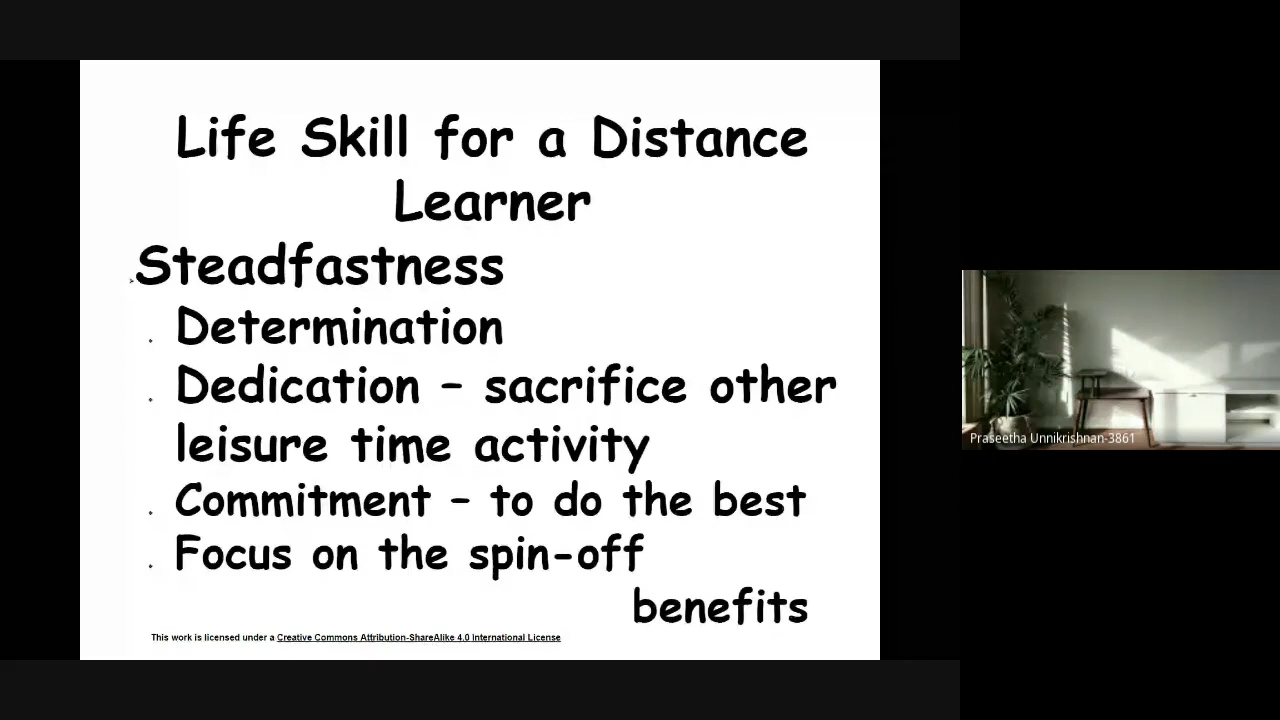 Life Skill for a Distance
Learner
Steadfastness
Determination
Dedication – sacrifice other
leisure time activity
Commitment – to do the best
Focus on the spin-off
benefits
This work is licensed under a Creative Commons Attribution-ShareAlike 4.0 International License
Praseetha Unnikrishnan-3861